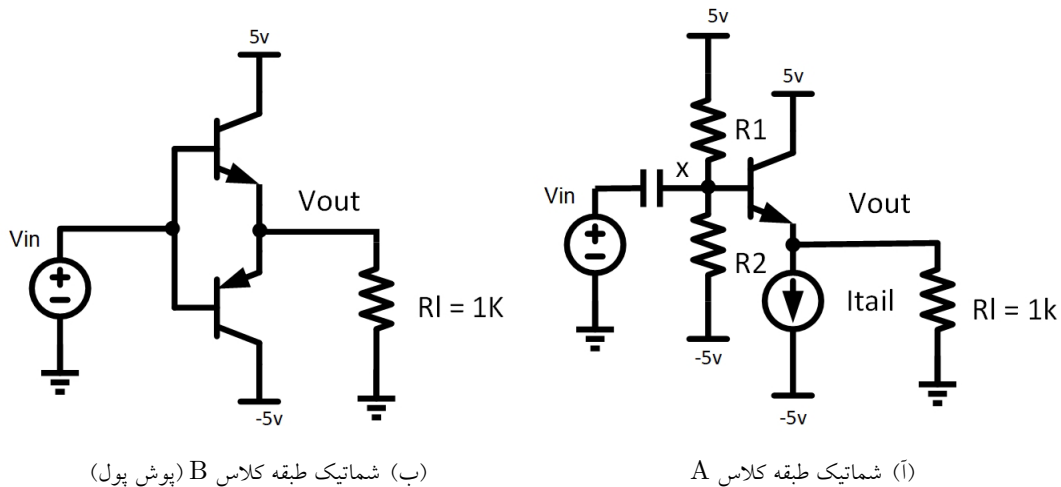 5v
Vin
Vout
Rl = 1K
-5v
5v
5v
R1
x
Vin
Vout
R2
Itail
Rl = 1k
-5v
-5v
(آ) شماتیک طبقه کلاس A
(ب) شماتیک طبقه کلاس B (پوش پول)